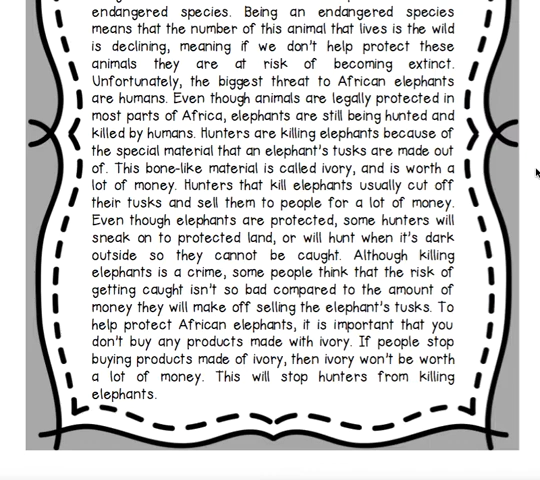 endangered species. Being an endangered species
means that the number of this animal that lives is the wild
is declining, meaning if we don't help protect these
animals they are at risk of becoming extinct.
Unfortunately, the biggest threat to African elephants
are humans. Even though animals are legally protected in
most parts of Africa, elephants are still being hunted and
killed by humans. Hunters are killing elephants because of
the special material that an elephant's tusks are made out
of. This bone-like material is called ivory, and is worth a
lot of money. Hunters that kill elephants usually cut off
their tusks and sell them to people for a lot of money.
Even though elephants are protected, some hunters will
sneak on to protected land, or will hunt when it's dark
outside so they cannot be caught. Although killing
elephants is a crime, some people think that the risk of
getting caught isn't so bad compared to the amount of
money they will make off selling the elephant's tusks. To
help protect African elephants, it is important that you
don't buy any products made with ivory. If people stop
buying products made of ivory, then ivory won't be worth
a lot of money. This will stop hunters from killing
elephants.